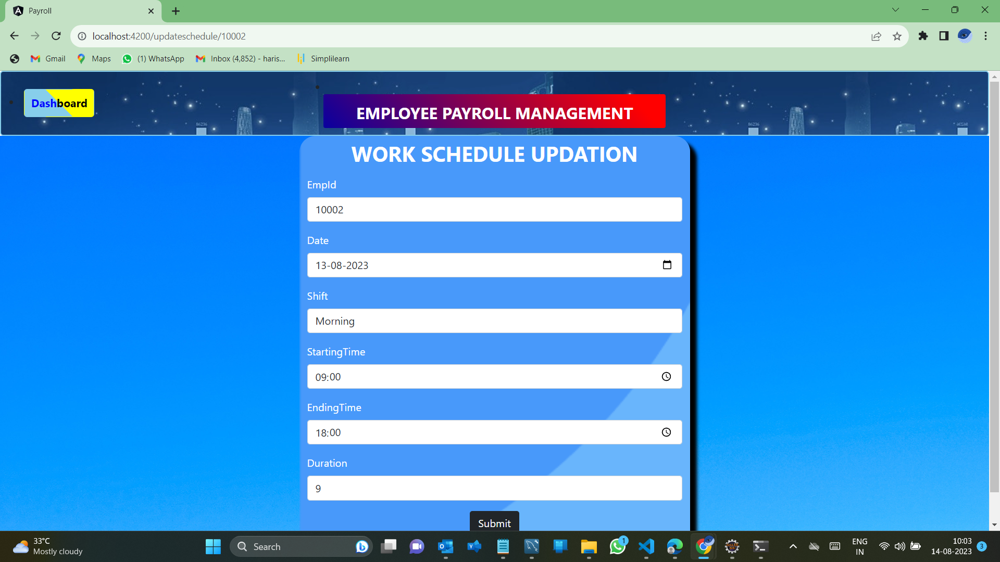 Payroll
localhost:4200/updateschedule/10002
Gmail
Maps
(1) WhatsApp
Inbox (4,852) - haris...
Simplilearn
Dashboard
EMPLOYEE PAYROLL MANAGEMENT
WORK SCHEDULE UPDATION
EmpId
10002
Date
13-08-2023
Shift
Morning
StartingTime
09:00
EndingTime
18:00
Duration
9
Submit
33°C
Mostly cloudy
Search
1
ENG
IN
10:03
14-08-2023
3